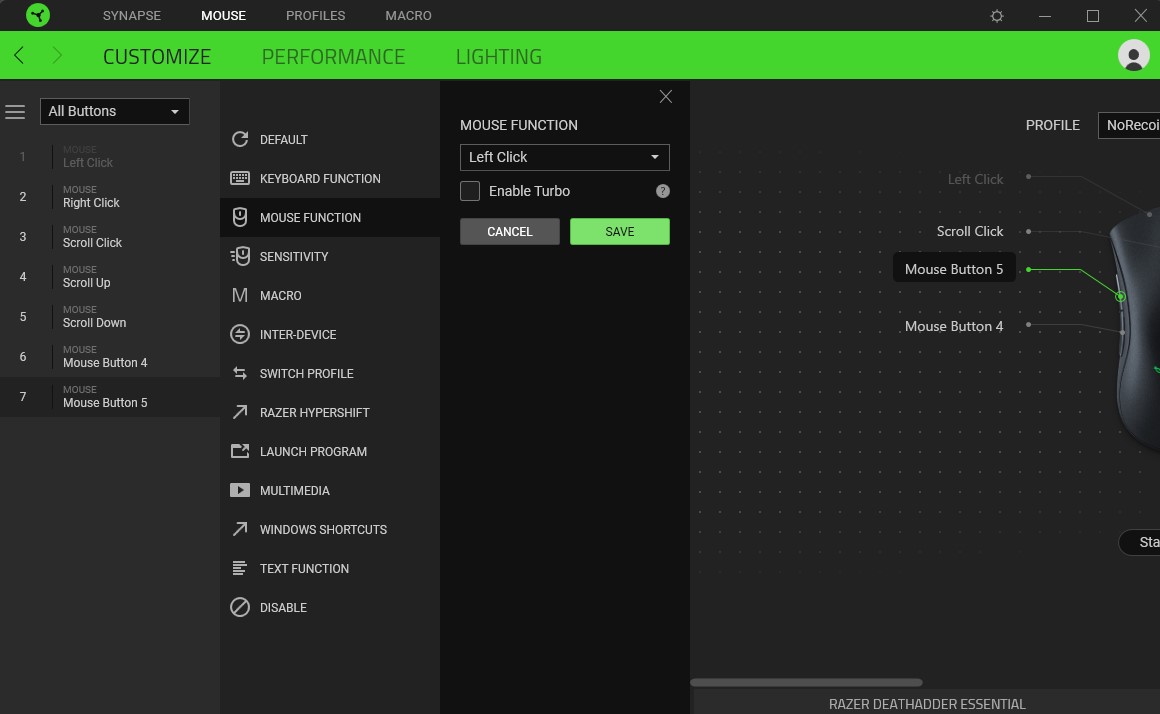 SYNAPSE MOUSE PROFILES MACRO
CUSTOMIZE PERFORMANCE LIGHTING
All Buttons
1 MOUSE
Left Click
2 MOUSE
Right Click
3 MOUSE
Scroll Click
4 MOUSE
Scroll Up
5 MOUSE
Scroll Down
6 MOUSE
Mouse Button 4
7 MOUSE
Mouse Button 5
DEFAULT
KEYBOARD FUNCTION
MOUSE FUNCTION
SENSITIVITY
MACRO
INTER-DEVICE
SWITCH PROFILE
RAZER HYPERSHIFT
LAUNCH PROGRAM
MULTIMEDIA
WINDOWS SHORTCUTS
TEXT FUNCTION
DISABLE
MOUSE FUNCTION
Left Click
Enable Turbo ?
CANCEL SAVE
PROFILE NoRecoi
Left Click
Scroll Click
Mouse Button 5
Mouse Button 4
Sta
RAZER DEATHADDER ESSENTIAL